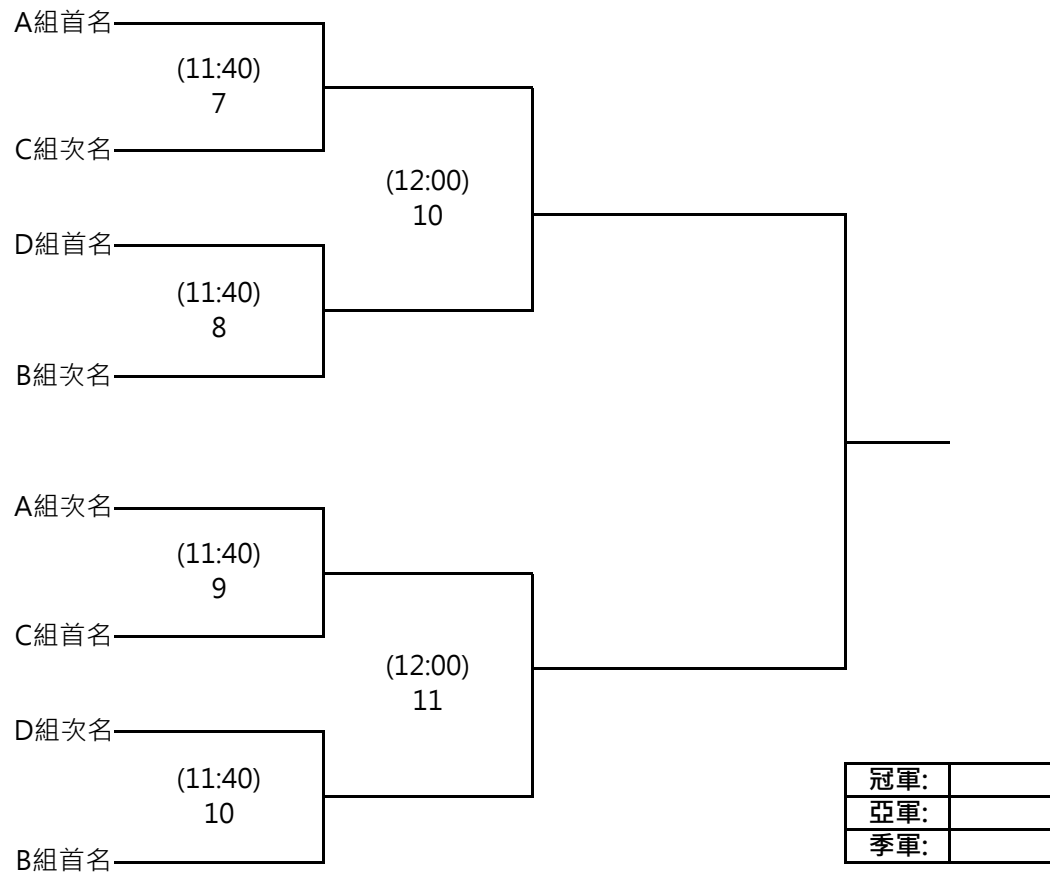 A組首名
(11:40)
7
C組次名
(12:00)
10
D組首名
(11:40)
8
B組次名
A組次名
(11:40)
9
C組首名
(12:00)
11
D組次名
(11:40)
10
B組首名
冠軍:
亞軍:
季軍: